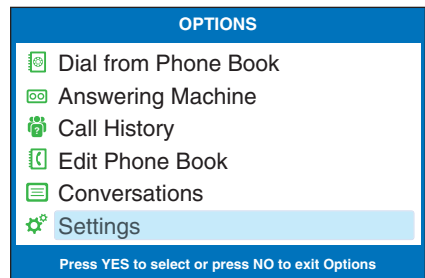 OPTIONS
Dial from Phone Book
Answering Machine
Call History
Edit Phone Book
Conversations
Settings
Press YES to select or press NO to exit Options